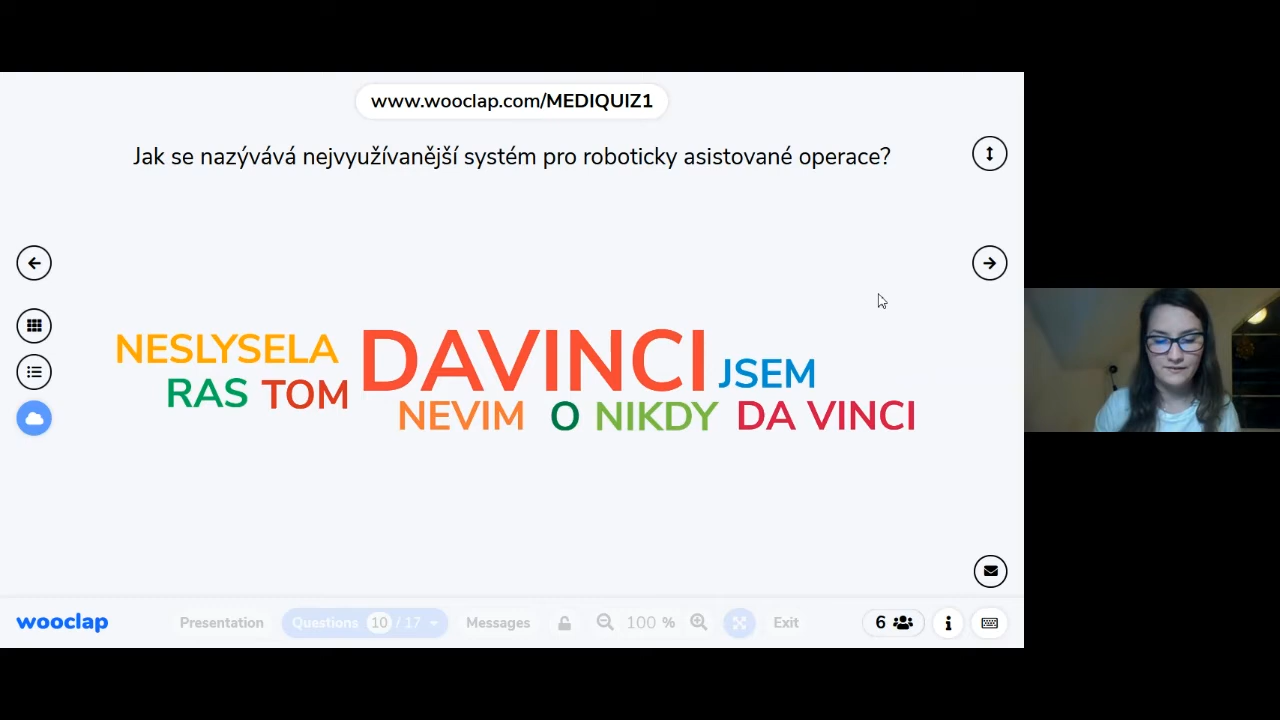 www.wooclap.com/MEDIQUIZ1
Jak se nazývává nejvyužívanější systém pro roboticky asistované operace?
NESLYSELA DAVINCI JSEM
RAS TOM NEVIM O NIKDY DA VINCI
wooclap Presentation Questions 10 / 17 Messages 100 % Exit 6